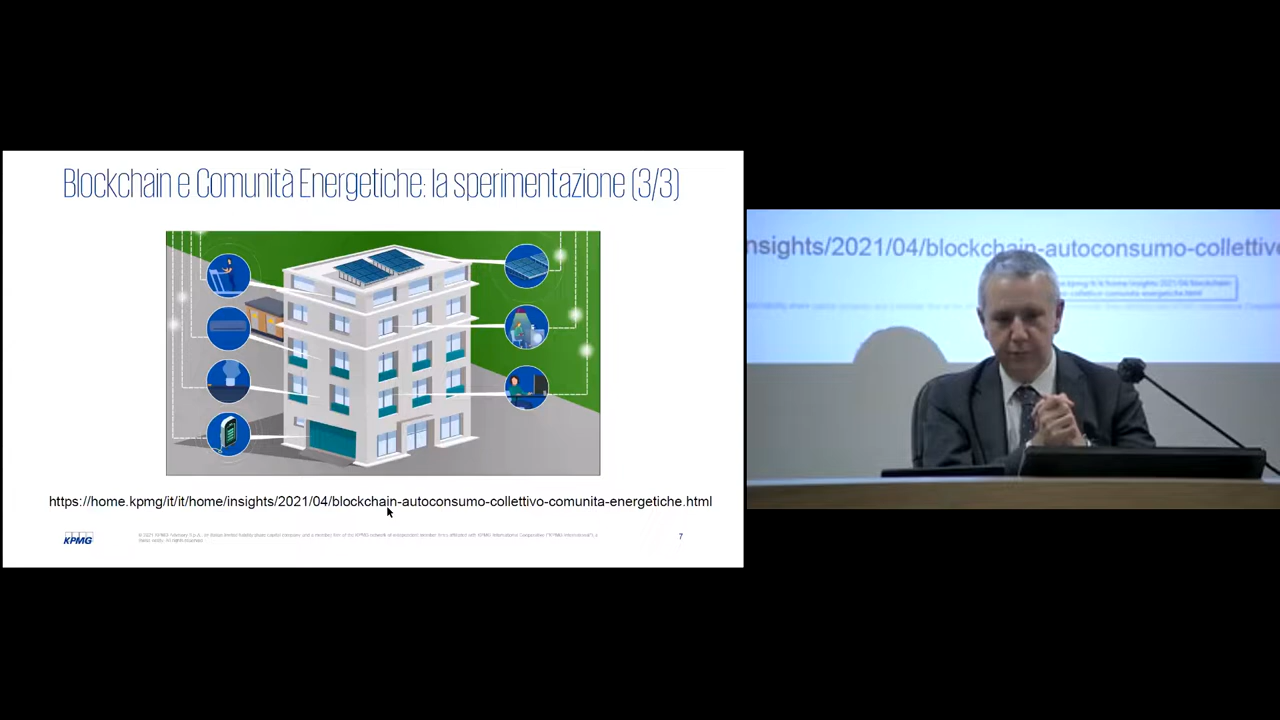 Blockchain e Comunità Energetiche: la sperimentazione (3/3)
https://home.kpmg/it/it/home/insights/2021/04/blockchain-autoconsumo-collettivo-comunita-energetiche.html
KPMG
7
nsights/2021/04/blockchain-autoconsumo-collettivo